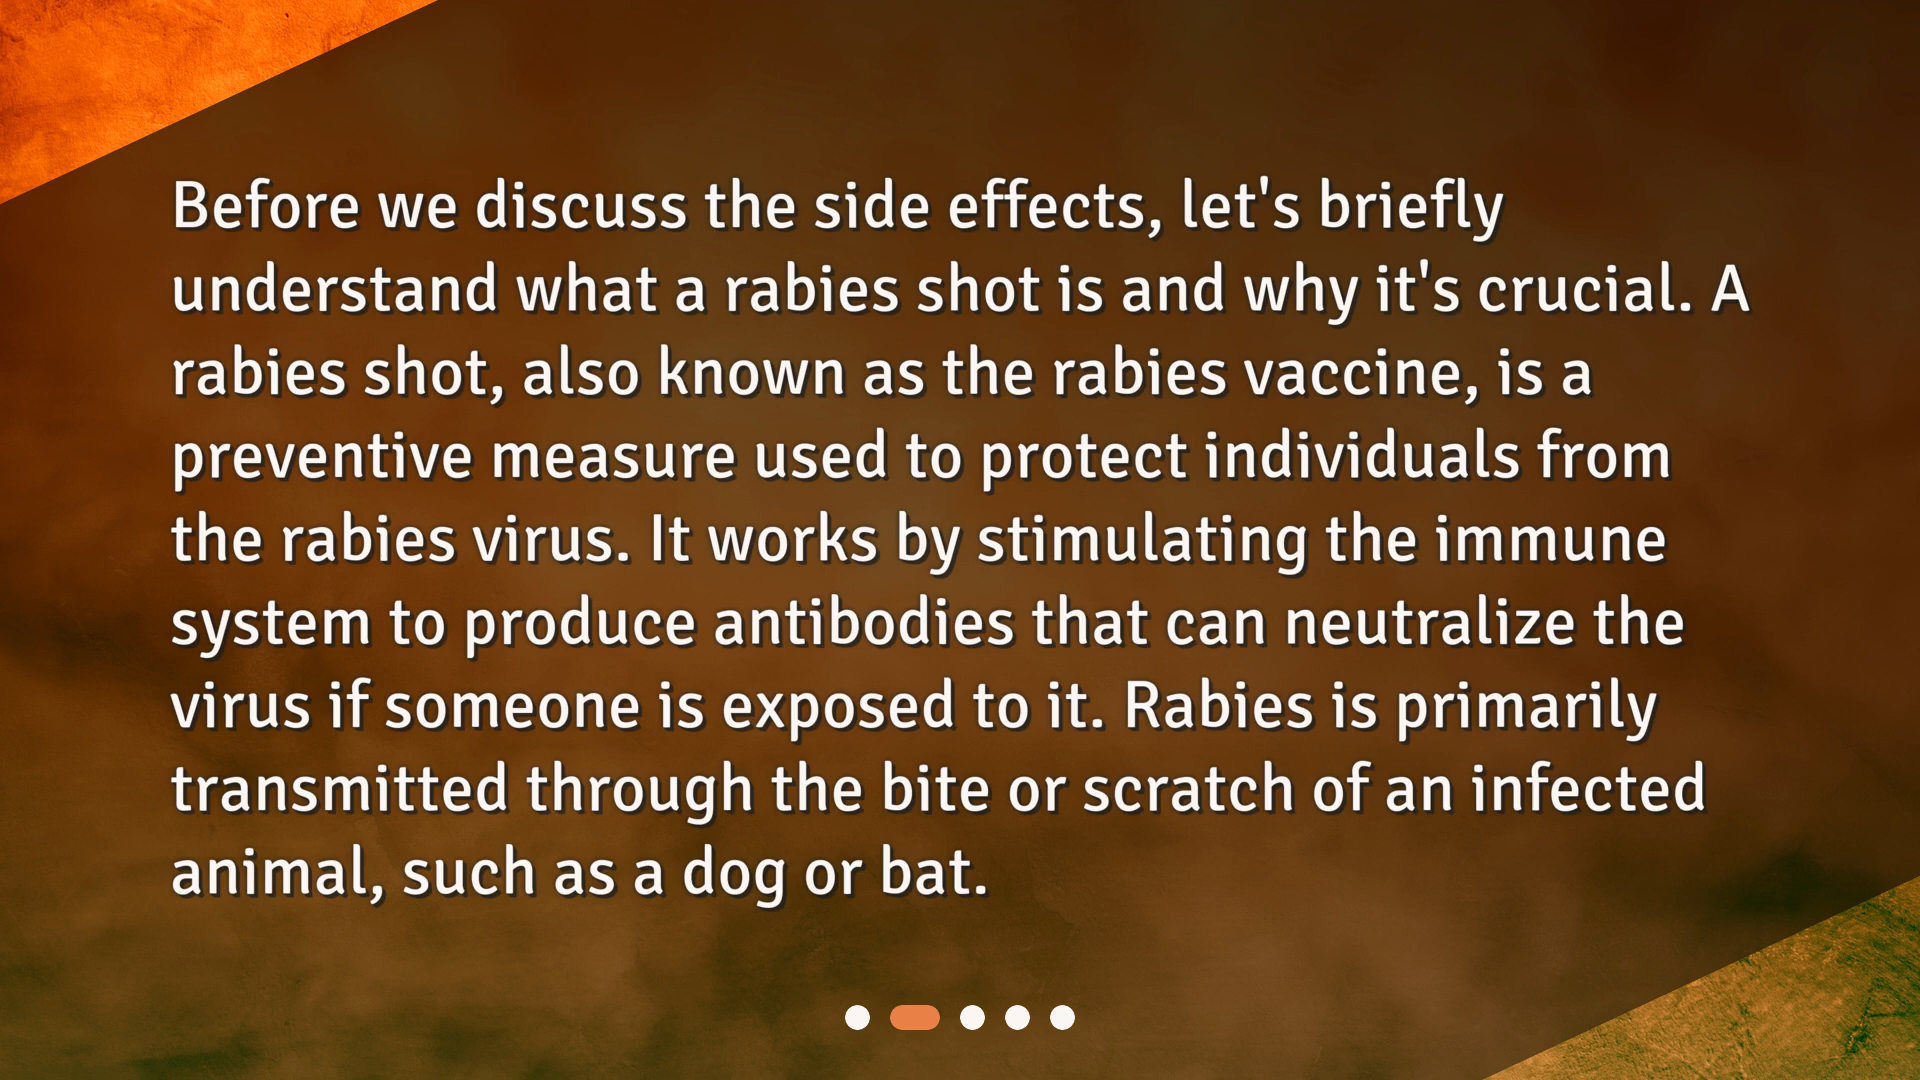 Before we discuss the side effects, let's briefly
understand what a rabies shot is and why it's crucial. A
rabies shot, also known as the rabies vaccine, is a
preventive measure used to protect individuals from
the rabies virus. It works by stimulating the immune
system to produce antibodies that can neutralize the
virus if someone is exposed to it. Rabies is primarily
transmitted through the bite or scratch of an infected
animal, such as a dog or bat.